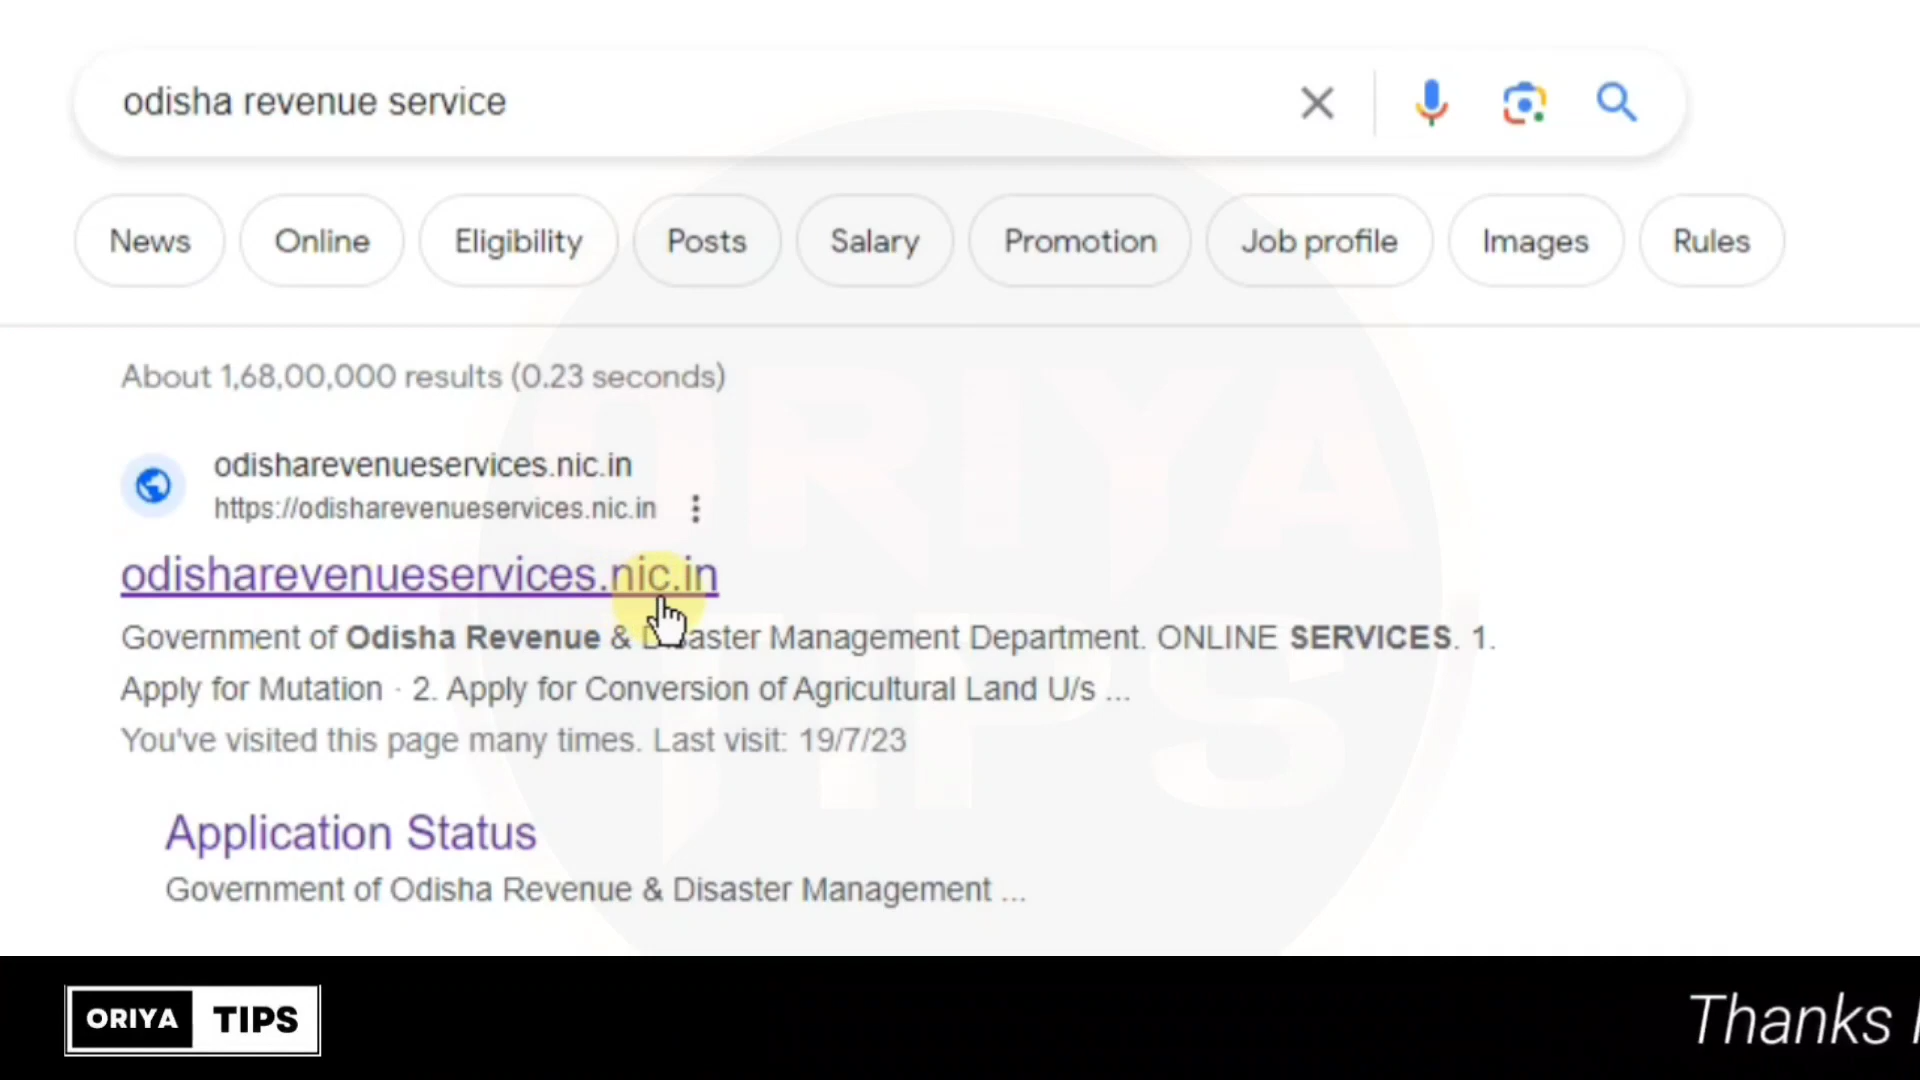 odisha revenue service
News Online Eligibility Posts Salary Promotion Job profile Images Rules
About 1,68,00,000 results (0.23 seconds)
odisharevenueservices.nic.in
https://odisharevenueservices.nic.in
odisharevenueservices.nic.in
Government of Odisha Revenue & Disaster Management Department. ONLINE SERVICES. 1.
Apply for Mutation · 2. Apply for Conversion of Agricultural Land U/s ...
You've visited this page many times. Last visit: 19/7/23
Application Status
Government of Odisha Revenue & Disaster Management ...
ORIYA
TIPS
ORIYA TIPS
Thanks